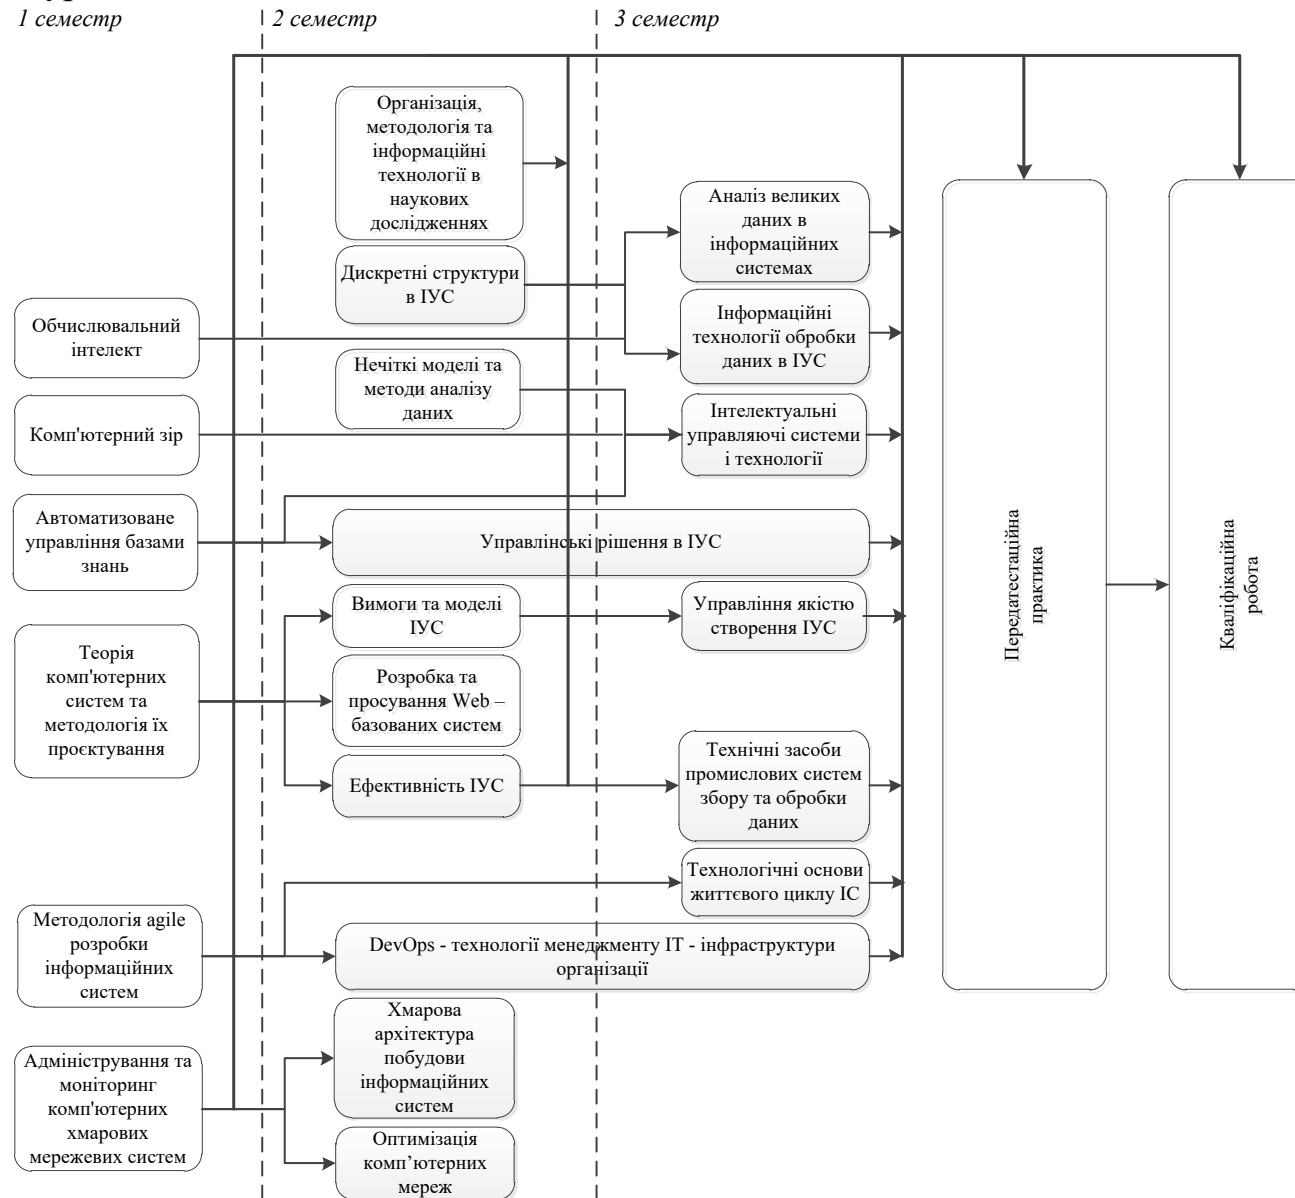 1 семестр
2 семестр
3 семестр
Організація,
методологія та
інформаційні
технології в
наукових
дослідженнях
Дискретні структури
в ІУС
Обчислювальний
інтелект
Нечіткі моделі та
методи аналізу
даних
Комп'ютерний зір
Автоматизоване
управління базами
знань
Управлінські рішення в ІУС
Теорія
комп'ютерних
систем та
методологія їх
проєктування
Вимоги та моделі
ІУС
Розробка та
просування Web –
базованих систем
Ефективність ІУС
Аналіз великих
даних в
інформаційних
системах
Інформаційні
технології обробки
даних в ІУС
Інтелектуальні
управляючі системи
і технології
Управління якістю
створення ІУС
Технічні засоби
промислових систем
збору та обробки
даних
Технологічні основи
життєвого циклу ІС
Методологія agile
розробки
інформаційних
систем
DevOps - технології менеджменту ІТ - інфраструктури
організації
Адміністрування та
моніторинг
комп'ютерних
хмарових
мережевих систем
Хмарова
архітектура
побудови
інформаційних
систем
Оптимізація
комп’ютерних
мереж
Передатестаційна
практика
Кваліфікаційна
робота